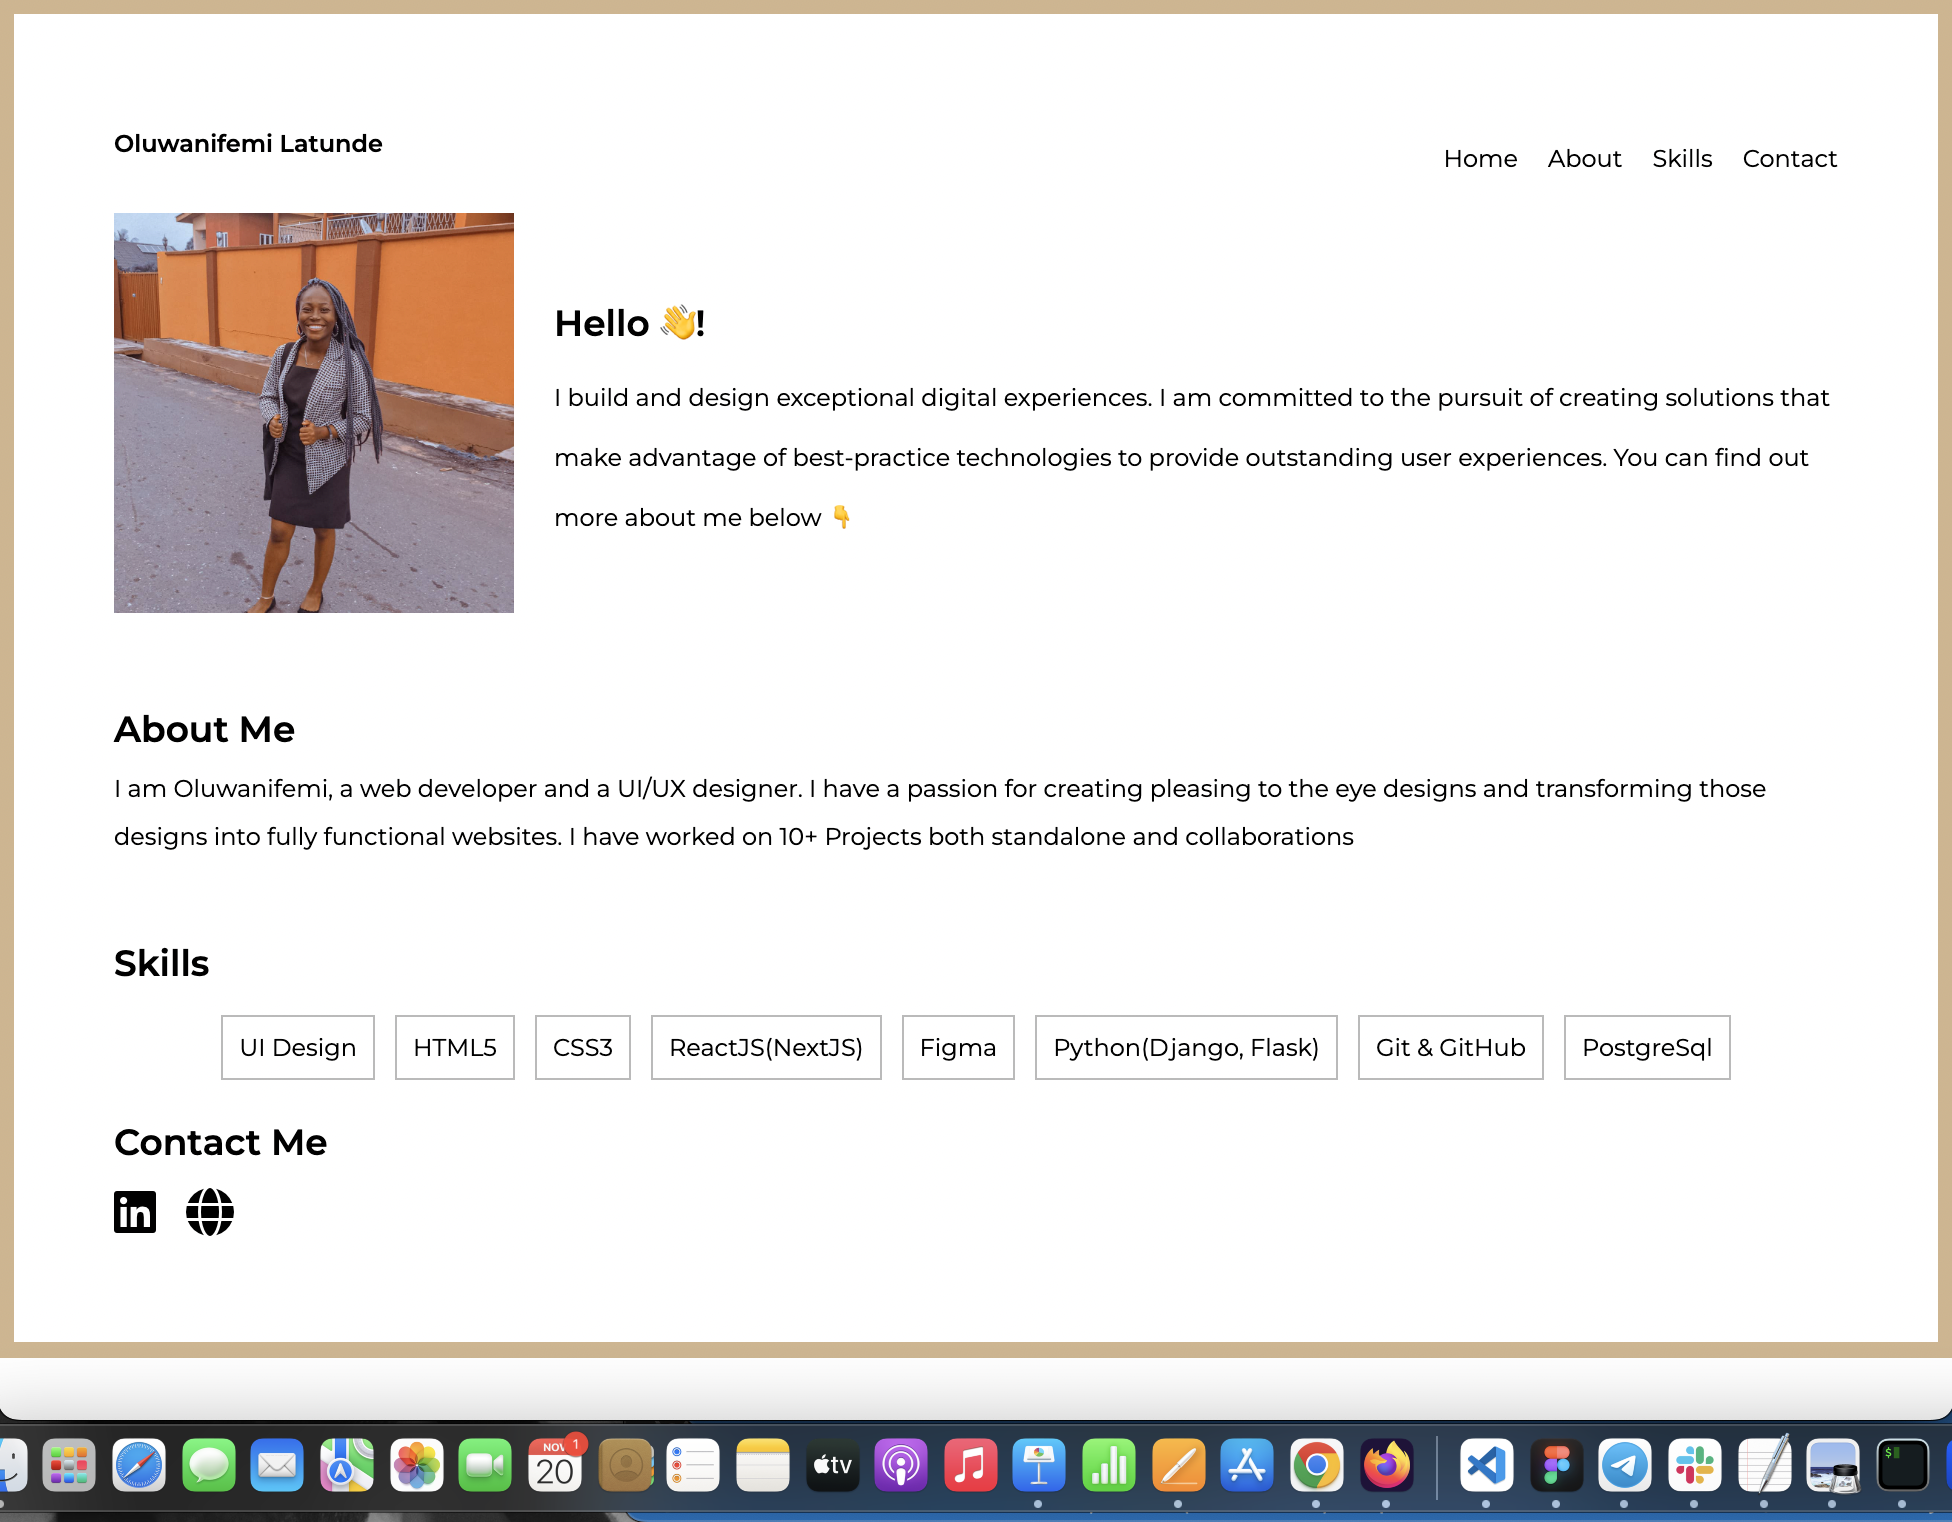 Oluwanifemi Latunde
Home About Skills Contact
Hello 👋!
I build and design exceptional digital experiences. I am committed to the pursuit of creating solutions that
make advantage of best-practice technologies to provide outstanding user experiences. You can find out
more about me below 👇
About Me
I am Oluwanifemi, a web developer and a UI/UX designer. I have a passion for creating pleasing to the eye designs and transforming those
designs into fully functional websites. I have worked on 10+ Projects both standalone and collaborations
Skills
UI Design HTML5 CSS3 ReactJS(NextJS) Figma Python(Django, Flask) Git & GitHub PostgreSql
Contact Me
in
NOV 1
20
tv
$